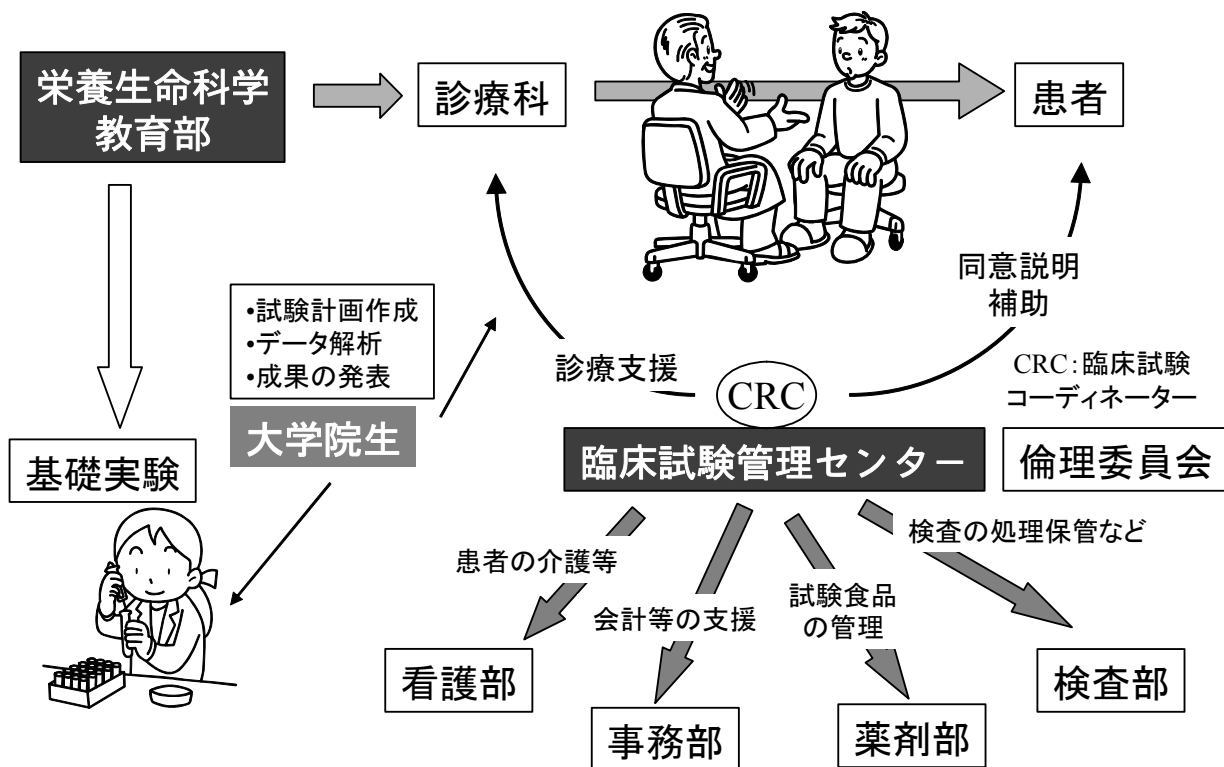 栄養生命科学
教育部
診療科
患者
同意説明
補助
•試験計画作成
•データ解析
•成果の発表
診療支援
CRC
CRC:臨床試験
コーディネーター
大学院生
基礎実験
臨床試験管理センター
倫理委員会
患者の介護等
会計等の支援
試験食品
の管理
検査の処理保管など
看護部
事務部
薬剤部
検査部